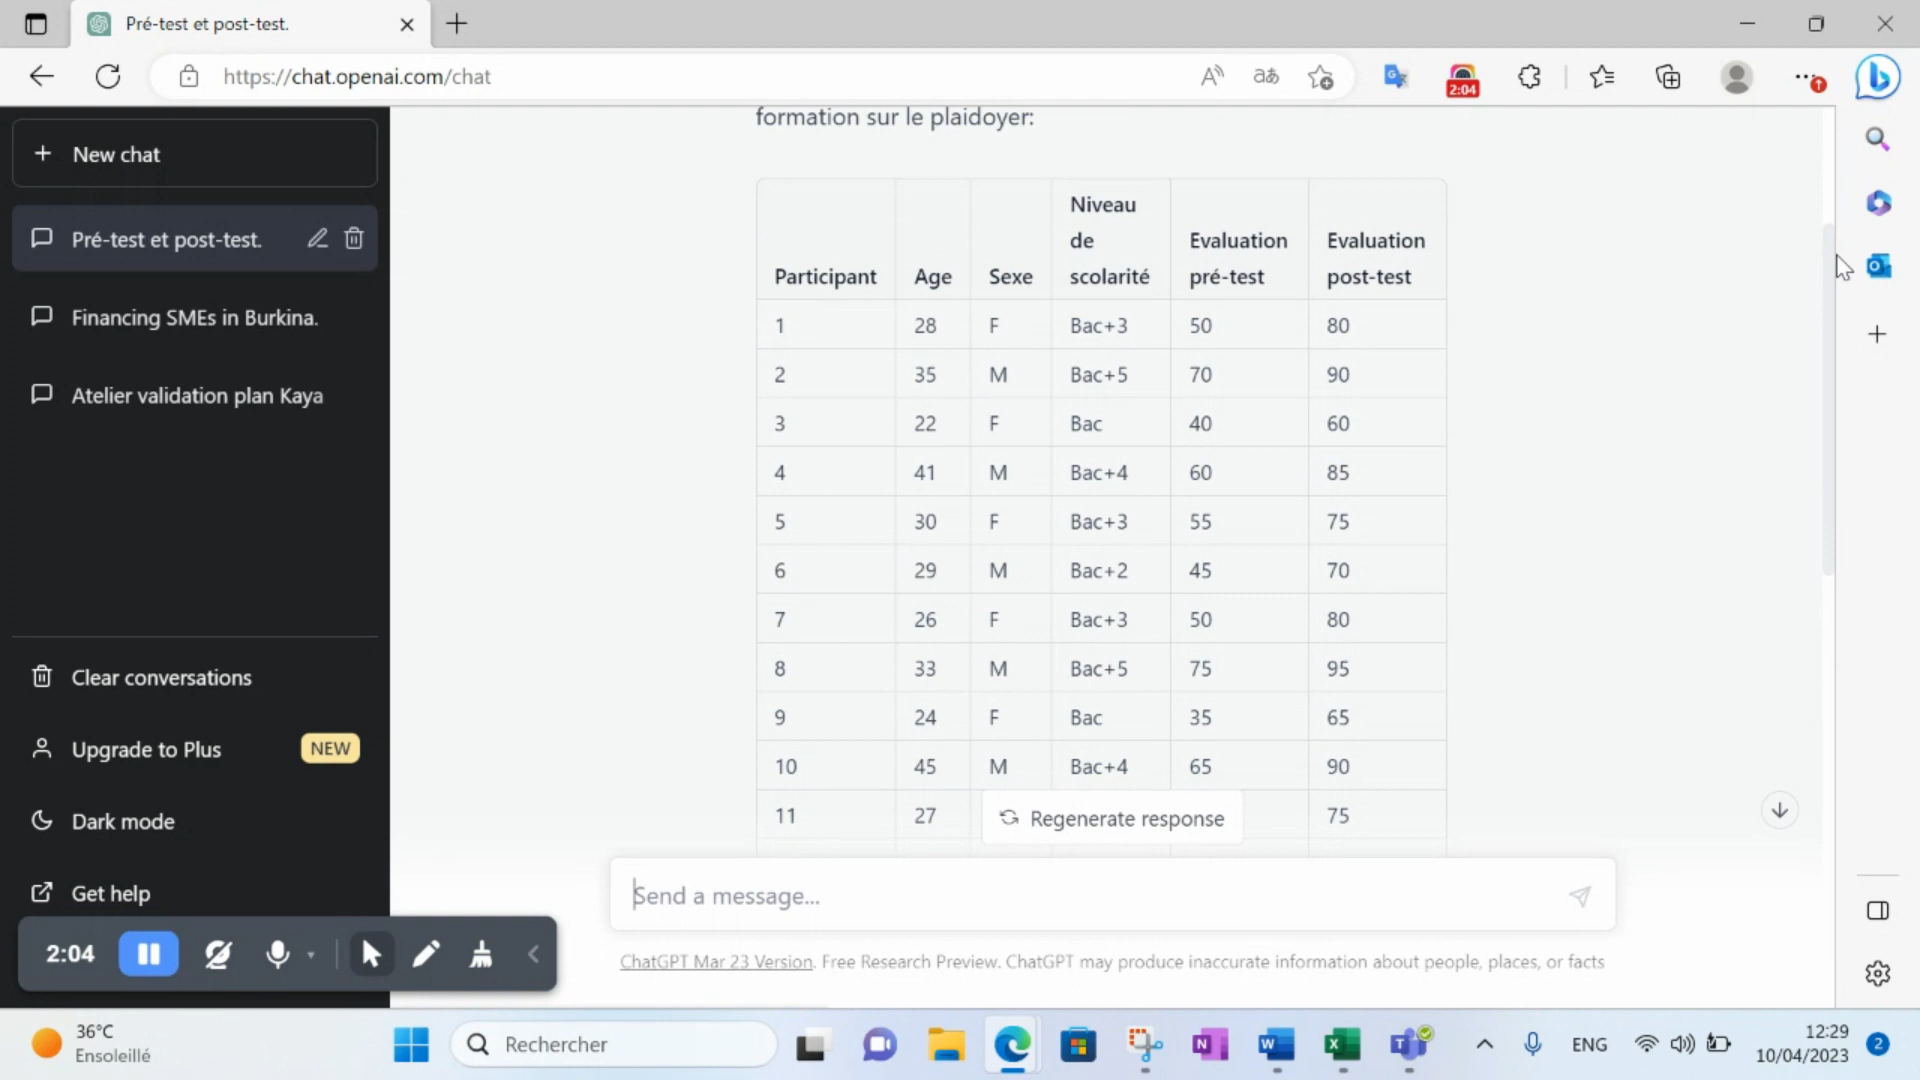 Pré-test et post-test.
https://chat.openai.com/chat
2:04
New chat
Pré-test et post-test.
Financing SMEs in Burkina.
Atelier validation plan Kaya
Clear conversations
Upgrade to Plus NEW
Dark mode
Get help
2:04
formation sur le plaidoyer:
Participant Age Sexe Niveau de scolarité Evaluation pré-test Evaluation post-test
1 28 F Bac+3 50 80
2 35 M Bac+5 70 90
3 22 F Bac 40 60
4 41 M Bac+4 60 85
5 30 F Bac+3 55 75
6 29 M Bac+2 45 70
7 26 F Bac+3 50 80
8 33 M Bac+5 75 95
9 24 F Bac 35 65
10 45 M Bac+4 65 90
11 27 75
Regenerate response
Send a message...
ChatGPT Mar 23 Version. Free Research Preview. ChatGPT may produce inaccurate information about people, places, or facts
36°C
Ensoleillé
Rechercher
ENG
12:29
10/04/2023
2